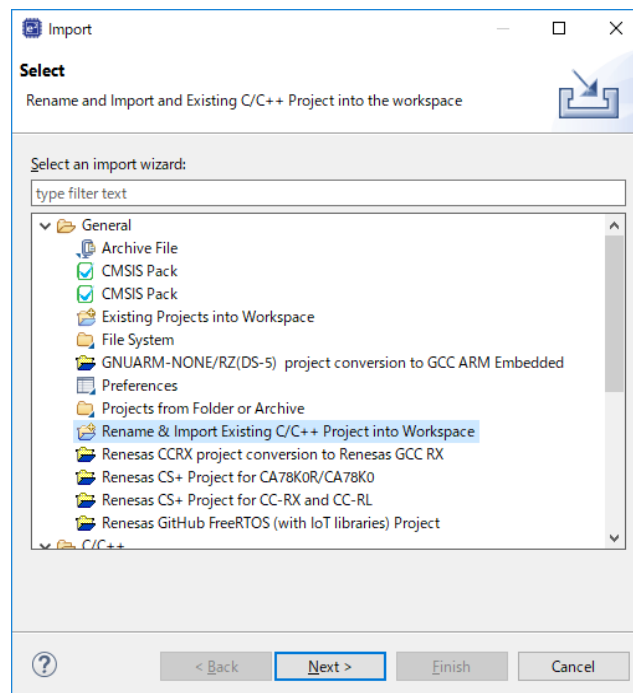 Import
Select
Rename and Import and Existing C/C++ Project into the workspace
Select an import wizard:
type filter text
General
Archive File
CMSIS Pack
CMSIS Pack
Existing Projects into Workspace
File System
GNUARM-NONE/RZ(DS-5) project conversion to GCC ARM Embedded
Preferences
Projects from Folder or Archive
Rename & Import Existing C/C++ Project into Workspace
Renesas CCRX project conversion to Renesas GCC RX
Renesas CS+ Project for CA78K0R/CA78K0
Renesas CS+ Project for CC-RX and CC-RL
Renesas GitHub FreeRTOS (with IoT libraries) Project
C/C++
? < Back Next > Finish Cancel